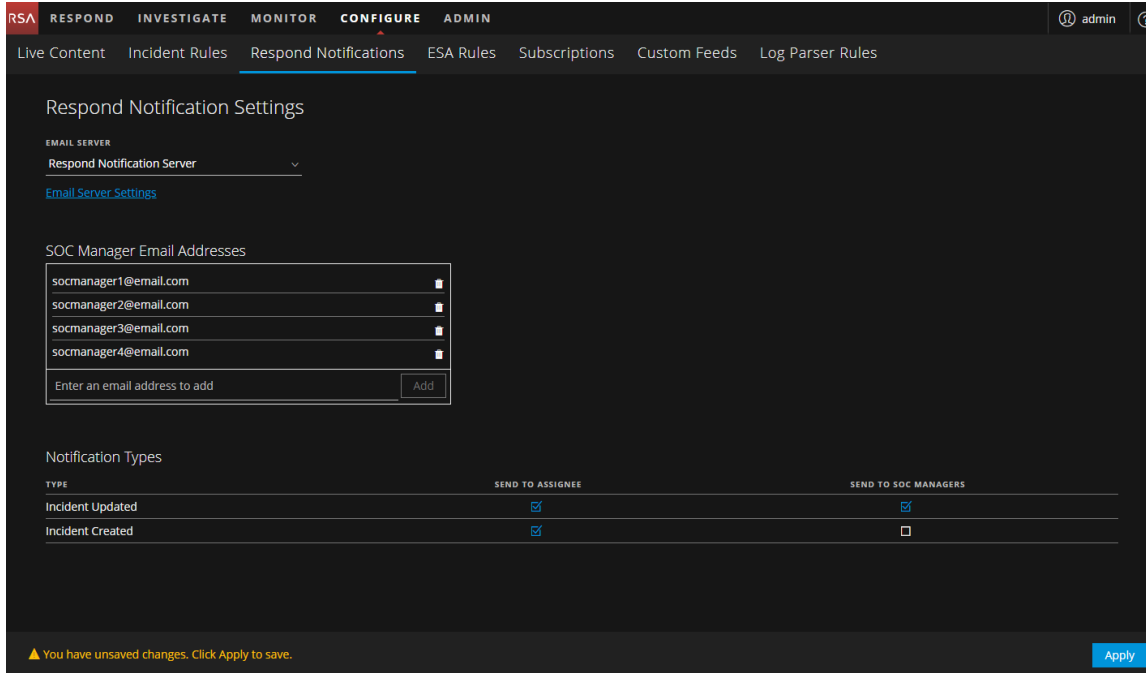 RSA RESPOND INVESTIGATE MONITOR CONFIGURE ADMIN admin
Live Content Incident Rules Respond Notifications ESA Rules Subscriptions Custom Feeds Log Parser Rules
Respond Notification Settings
EMAIL SERVER
Respond Notification Server
Email Server Settings
SOC Manager Email Addresses
socmanager1@email.com
socmanager2@email.com
socmanager3@email.com
socmanager4@email.com
Enter an email address to add Add
Notification Types
TYPE SEND TO ASSIGNEE SEND TO SOC MANAGERS
Incident Updated
Incident Created
You have unsaved changes. Click Apply to save. Apply